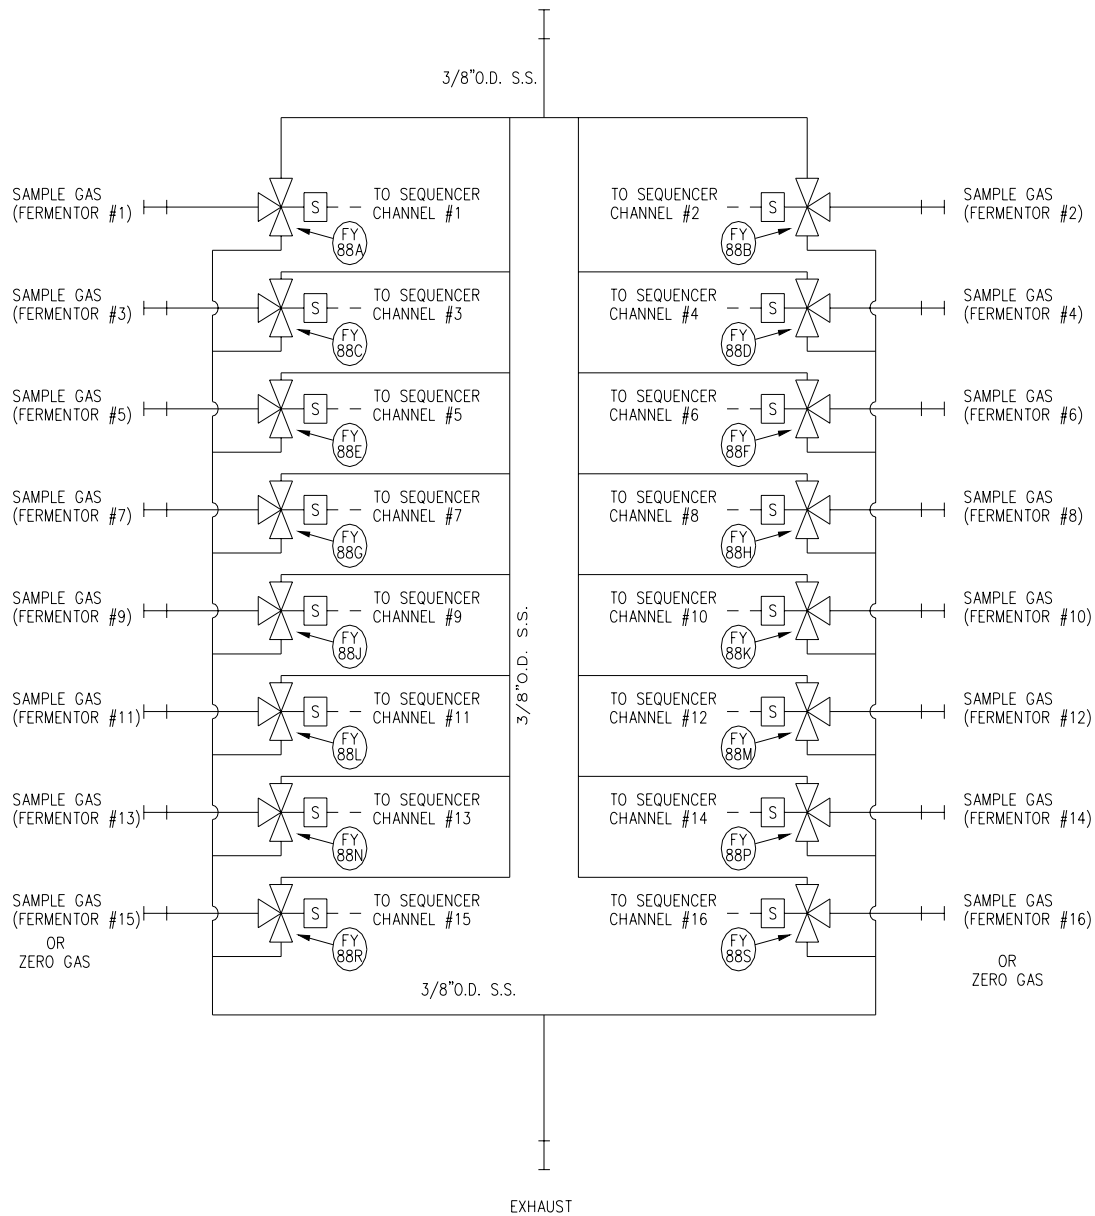 3/8"O.D. S.S.
SAMPLE GAS
(FERMENTOR #1)
S
TO SEQUENCER
CHANNEL #1
FY
88A
TO SEQUENCER
CHANNEL #2
S
FY
88B
SAMPLE GAS
(FERMENTOR #2)
SAMPLE GAS
(FERMENTOR #3)
S
TO SEQUENCER
CHANNEL #3
FY
88C
TO SEQUENCER
CHANNEL #4
S
FY
88D
SAMPLE GAS
(FERMENTOR #4)
SAMPLE GAS
(FERMENTOR #5)
S
TO SEQUENCER
CHANNEL #5
FY
88E
TO SEQUENCER
CHANNEL #6
S
FY
88F
SAMPLE GAS
(FERMENTOR #6)
SAMPLE GAS
(FERMENTOR #7)
S
TO SEQUENCER
CHANNEL #7
FY
88G
TO SEQUENCER
CHANNEL #8
S
FY
88H
SAMPLE GAS
(FERMENTOR #8)
SAMPLE GAS
(FERMENTOR #9)
S
TO SEQUENCER
CHANNEL #9
FY
88J
3/8"O.D. S.S.
TO SEQUENCER
CHANNEL #10
S
FY
88K
SAMPLE GAS
(FERMENTOR #10)
SAMPLE GAS
(FERMENTOR #11)
S
TO SEQUENCER
CHANNEL #11
FY
88L
TO SEQUENCER
CHANNEL #12
S
FY
88M
SAMPLE GAS
(FERMENTOR #12)
SAMPLE GAS
(FERMENTOR #13)
S
TO SEQUENCER
CHANNEL #13
FY
88N
TO SEQUENCER
CHANNEL #14
S
FY
88P
SAMPLE GAS
(FERMENTOR #14)
SAMPLE GAS
(FERMENTOR #15)
OR
ZERO GAS
S
TO SEQUENCER
CHANNEL #15
FY
88R
TO SEQUENCER
CHANNEL #16
S
FY
88S
SAMPLE GAS
(FERMENTOR #16)
OR
ZERO GAS
3/8"O.D. S.S.
EXHAUST